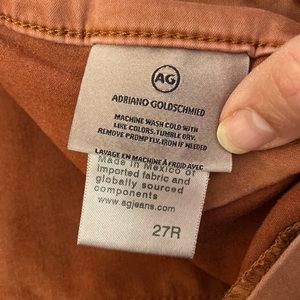 AG
ADRIANO GOLDSCHMIED
MACHINE WASH COLD WITH
LIKE COLORS, TUMBLE DRY.
REMOVE PROMPTLY, IRON IF NEEDED
LAVAGE EN MACHINE À FROID AVEC
Made in Mexico of
imported fabric and
globally sourced
components
www.agjeans.com
27R